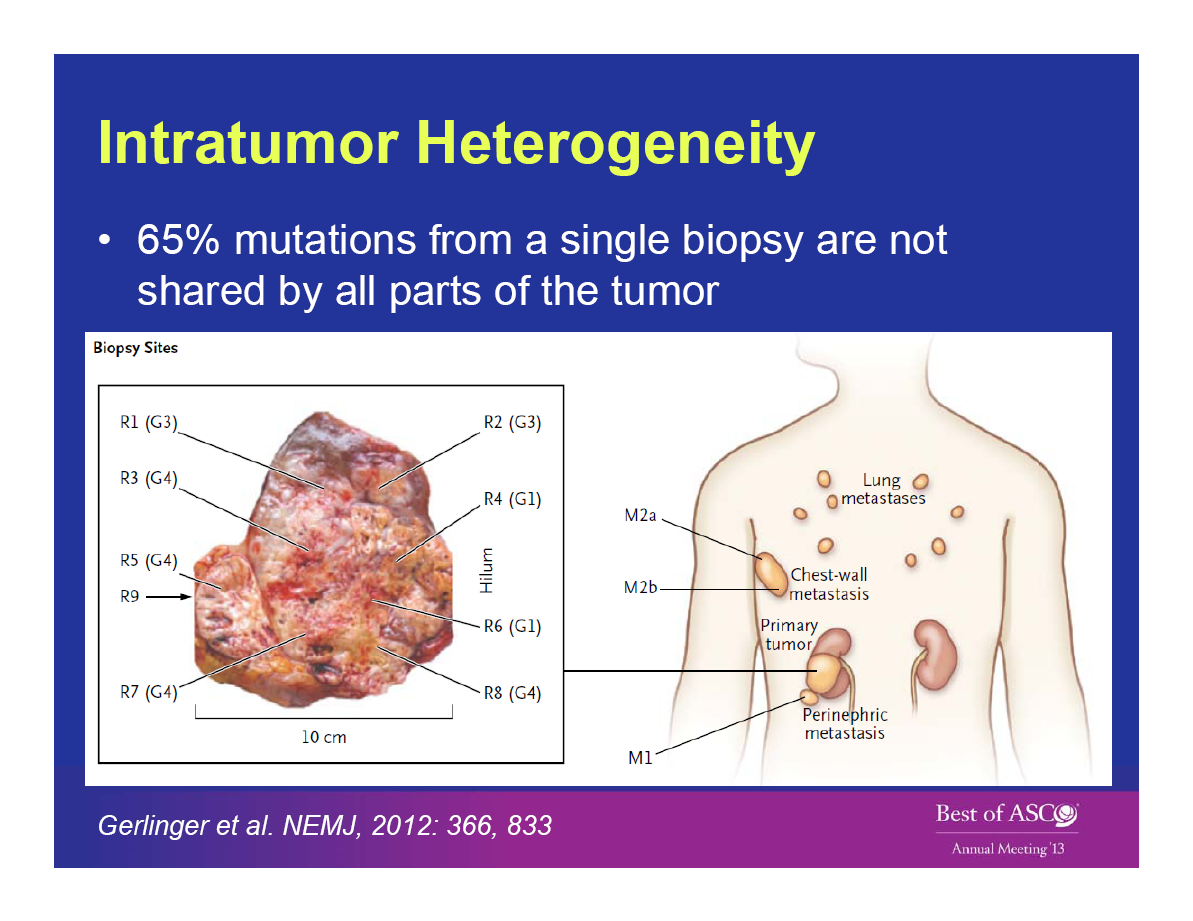 Intratumor Heterogeneity
• 65% mutations from a single biopsy are not
shared by all parts of the tumor
Biopsy Sites
R1 (G3)
R2 (G3)
R3 (G4)
R4 (G1)
R5 (G4)
Hilum
R9
R6 (G1)
R7 (G4)
R8 (G4)
10 cm
Lung
metastases
M2a
Chest-wall
M2b
metastasis
Primary
tumor
Perinephric
metastasis
M1
Gerlinger et al. NEMJ, 2012: 366, 833
Best of ASCO
Annual Meeting '13